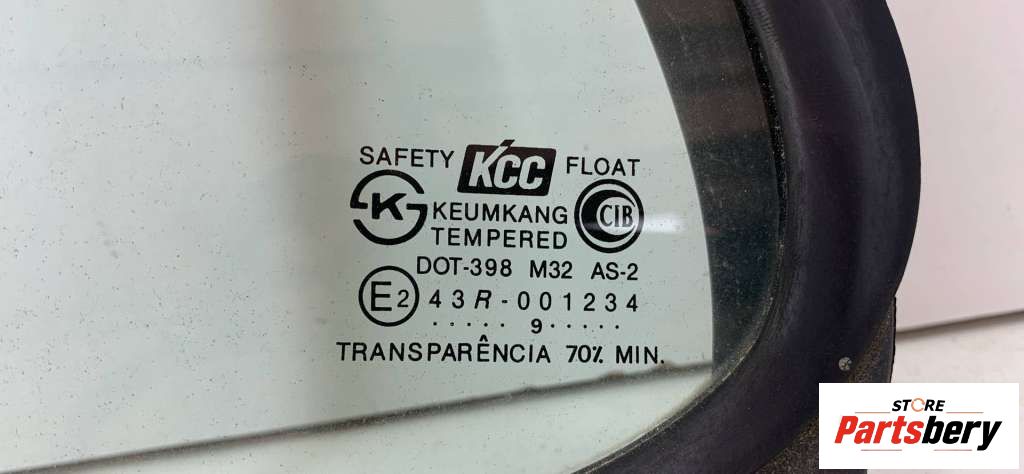 SAFETY KCC FLOAT
K KEUMKANG CIB
TEMPERED
DOT-398 M32 AS-2
E2 43R-001234
..... 9.....
TRANSPARÊNCIA 70% MIN.
STORE
Partsbery